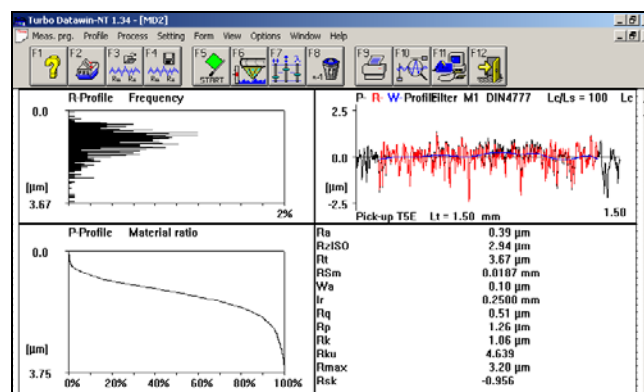 Turbo Datawin-NT 1.34 - [MD2]
Meas. prg. Profile Process Setting Form View Options Window Help
F1 F2 F3 F4 F5 F6 F7 F8 F9 F10 F11 F12
START
x1
R-Profile Frequency
0.0
[µm]
3.67
2%
P- R- W-Profile Filter M1 DIN4777 Lc/Ls = 100 Lc
2.5
0.0
[µm]
-2.5
Pick-up T5E Lt = 1.50 mm
1.50
P-Profile Material ratio
0.0
[µm]
3.75
0% 20% 40% 60% 80% 100%
Ra 0.39 µm
RzISO 2.94 µm
Rt 3.67 µm
RSm 0.0187 mm
Wa 0.10 µm
lr 0.2500 mm
Rq 0.51 µm
Rp 1.26 µm
Rk 1.06 µm
Rku 4.639
Rmax 3.20 µm
Rsk -0.956